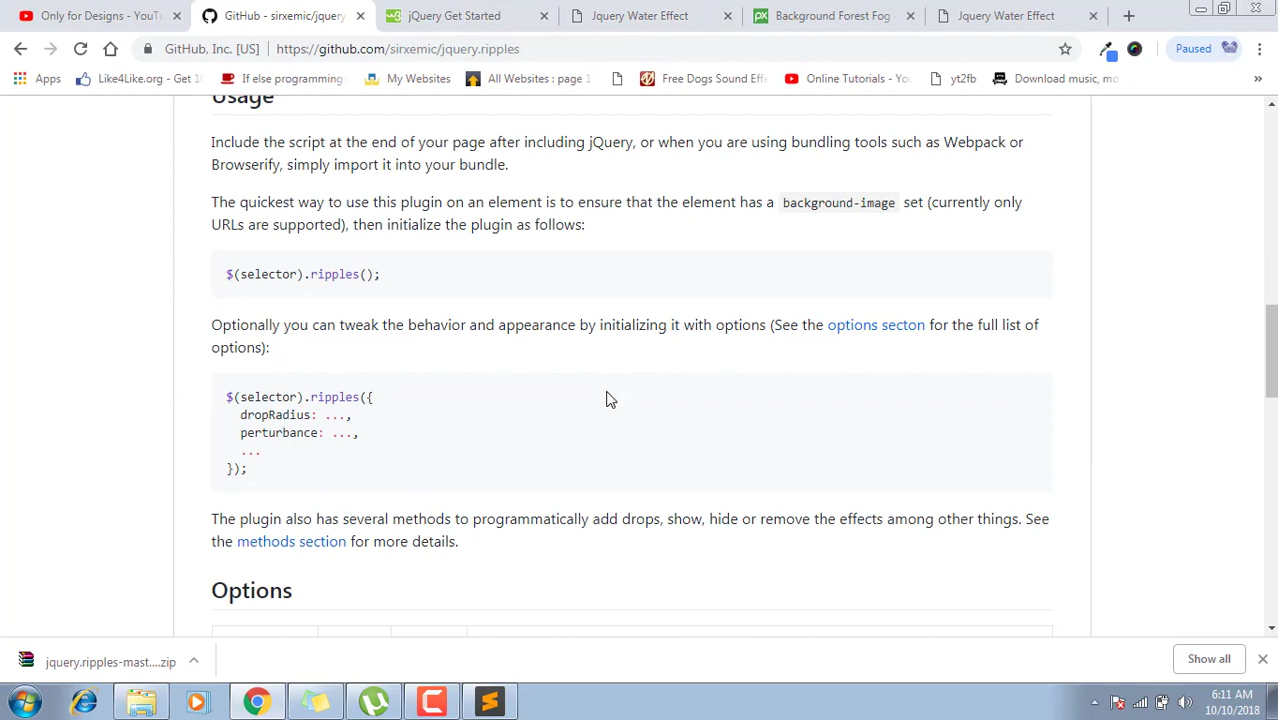 Only for Designs - YouTu
GitHub - sirxemic/jquery
jQuery Get Started
Jquery Water Effect
Background Forest Fog
Jquery Water Effect
GitHub, Inc. [US]
https://github.com/sirxemic/jquery.ripples
Paused
Apps
Like4Like.org - Get 10
If else programming
My Websites
All Websites : page 1
Free Dogs Sound Effe
Online Tutorials - You
yt2fb
Download music, mo
»
Usage
Include the script at the end of your page after including jQuery, or when you are using bundling tools such as Webpack or
Browserify, simply import it into your bundle.
The quickest way to use this plugin on an element is to ensure that the element has a background-image set (currently only
URLs are supported), then initialize the plugin as follows:
$(selector).ripples();
Optionally you can tweak the behavior and appearance by initializing it with options (See the options secton for the full list of
options):
$(selector).ripples({
dropRadius: ...,
perturbance: ...,
...
});
The plugin also has several methods to programmatically add drops, show, hide or remove the effects among other things. See
the methods section for more details.
Options
jquery.ripples-mast....zip
Show all
6:11 AM
10/10/2018